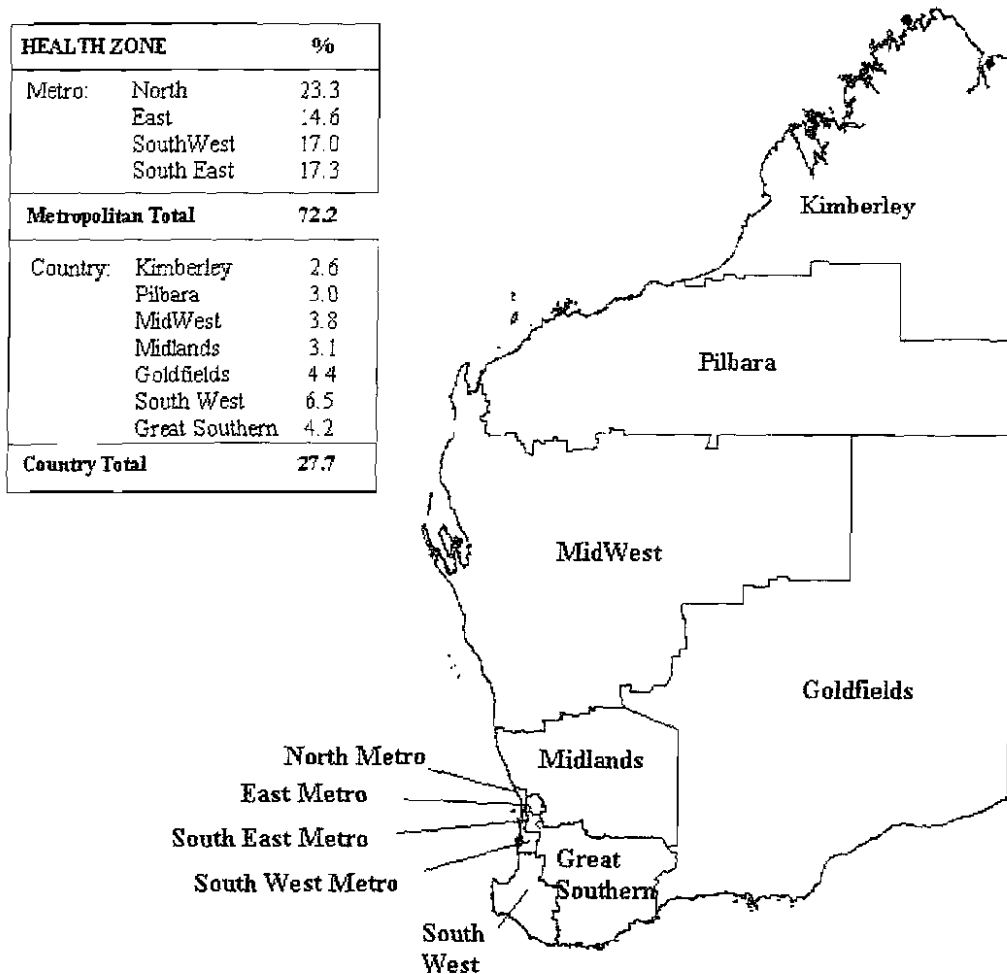 HEALTH ZONE %
Metro: North 23.3
East 14.6
SouthWest 17.0
South East 17.3
Metropolitan Total 72.2
Country: Kimberley 2.6
Pilbara 3.0
MidWest 3.8
Midlands 3.1
Goldfields 4.4
South West 6.5
Great Southern 4.2
Country Total 27.7
Kimberley
Pilbara
MidWest
Goldfields
Midlands
North Metro
East Metro
South East Metro
South West Metro
Great
Southern
South
West